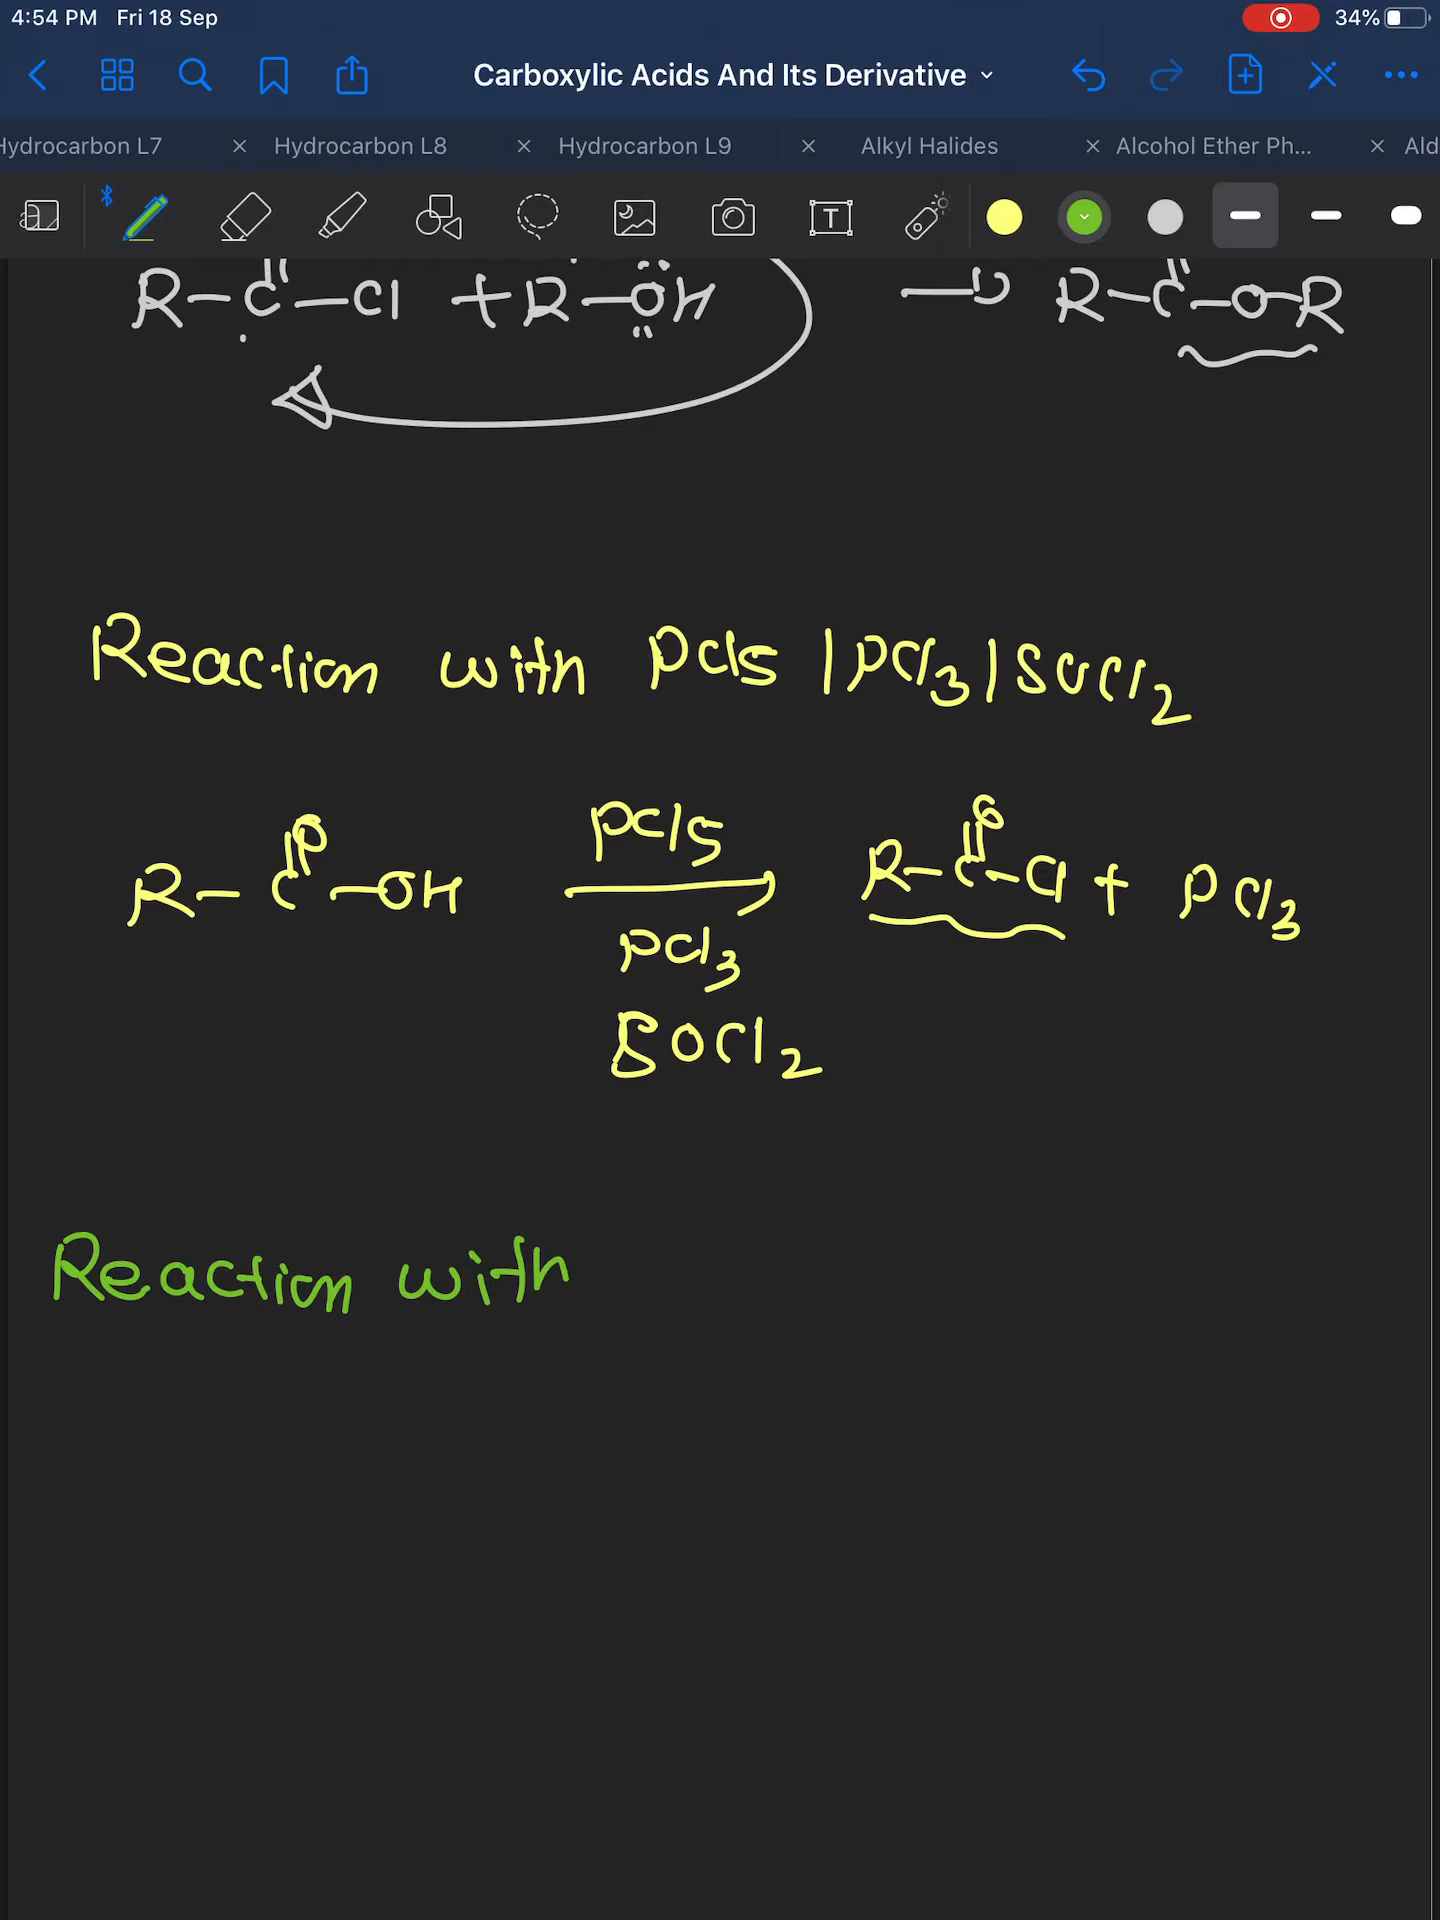 4:54 PM Fri 18 Sep 34%
Carboxylic Acids And Its Derivative
Hydrocarbon L7 × Hydrocarbon L8 × Hydrocarbon L9 × Alkyl Halides × Alcohol Ether Ph... × Ald
R-C-Cl + R-OH → R-C-O-R
Reaction with PCl5 | PCl3 | SOCl2
O O
R-C-OH PCl5 R-C-Cl + PCl3
PCl3
SOCl2
Reaction with